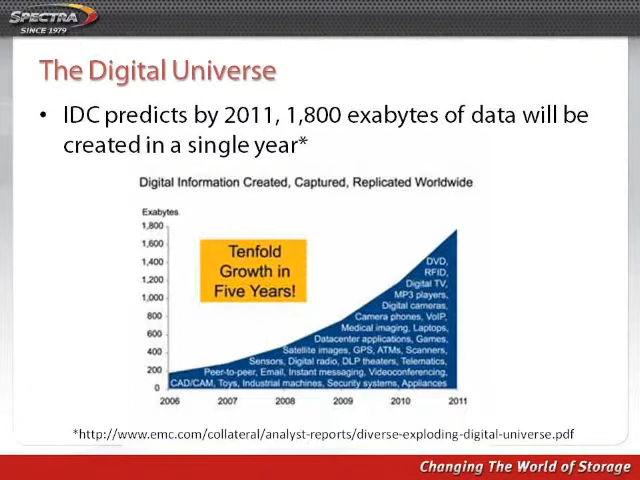 SPECTRA
SINCE 1979
The Digital Universe
• IDC predicts by 2011, 1,800 exabytes of data will be
created in a single year*
Digital Information Created, Captured, Replicated Worldwide
Exabytes
1,800
1,600
1,400
1,200
1,000
800
600
400
200
0
Tenfold
Growth in
Five Years!
DVD,
RFID,
Digital TV,
MP3 players,
Digital cameras,
Camera phones, VoIP,
Medical imaging, Laptops,
Datacenter applications, Games,
Satellite images, GPS, ATMs, Scanners,
Sensors, Digital radio, DLP theaters, Telematics,
Peer-to-peer, Email, Instant messaging, Videoconferencing,
CAD/CAM, Toys, Industrial machines, Security systems, Appliances
2006 2007 2008 2009 2010 2011
*http://www.emc.com/collateral/analyst-reports/diverse-exploding-digital-universe.pdf
Changing The World of Storage